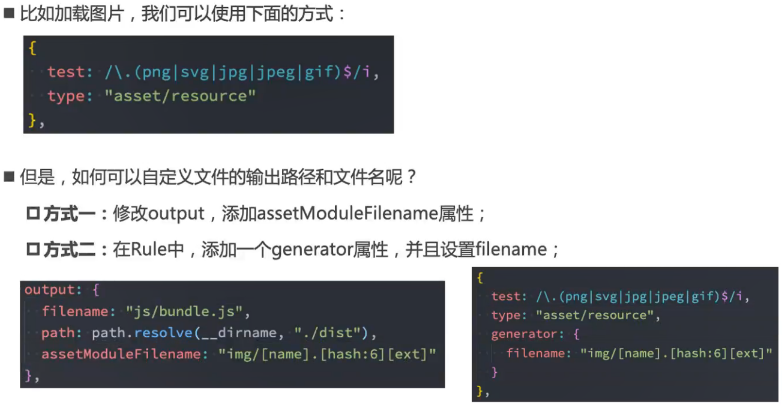 ■ 比如加载图片，我们可以使用下面的方式：
{
  test: /\.(png|svg|jpg|jpeg|gif)$/i,
  type: "asset/resource"
},
■ 但是，如何可以自定义文件的输出路径和文件名呢？
方式一：修改output，添加assetModuleFilename属性；
方式二：在Rule中，添加一个generator属性，并且设置filename；
output: {
  filename: "js/bundle.js",
  path: path.resolve(__dirname, "./dist"),
  assetModuleFilename: "img/[name].[hash:6][ext]"
},
{
  test: /\.(png|svg|jpg|jpeg|gif)$/i,
  type: "asset/resource",
  generator: {
    filename: "img/[name].[hash:6][ext]"
  }
},